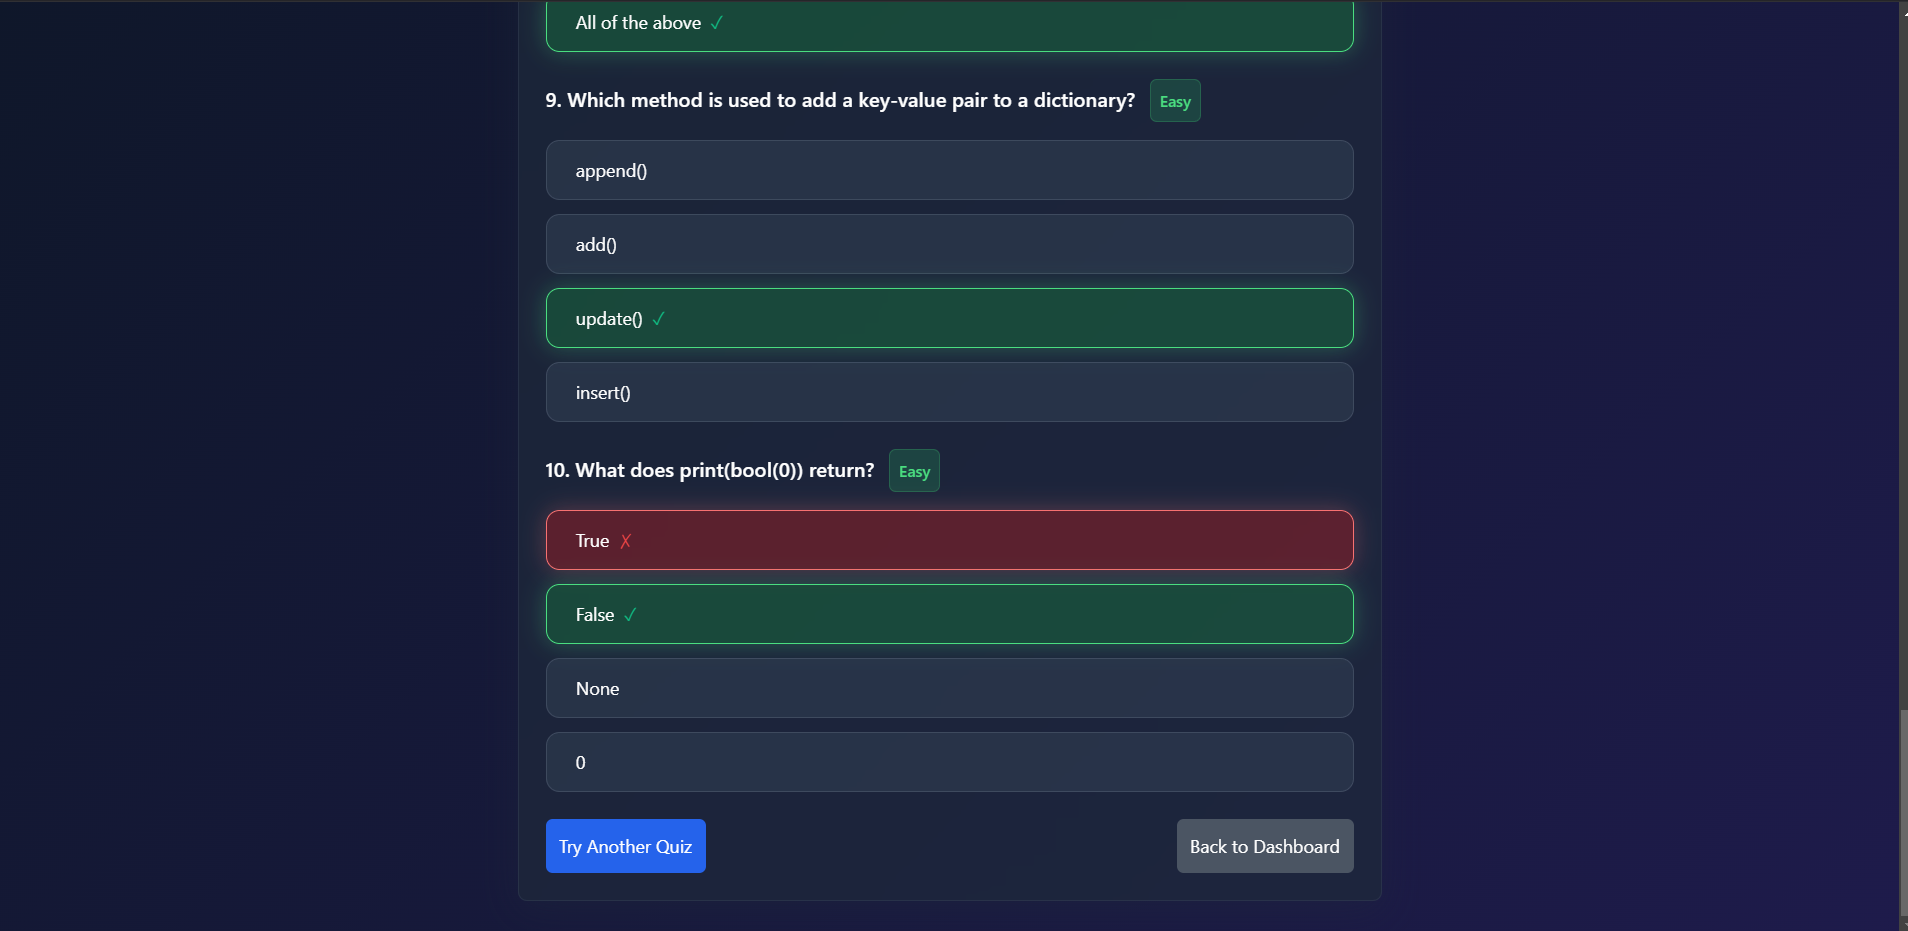 All of the above ✓
9. Which method is used to add a key-value pair to a dictionary? Easy
append()
add()
update() ✓
insert()
10. What does print(bool(0)) return? Easy
True ✗
False ✓
None
0
Try Another Quiz
Back to Dashboard